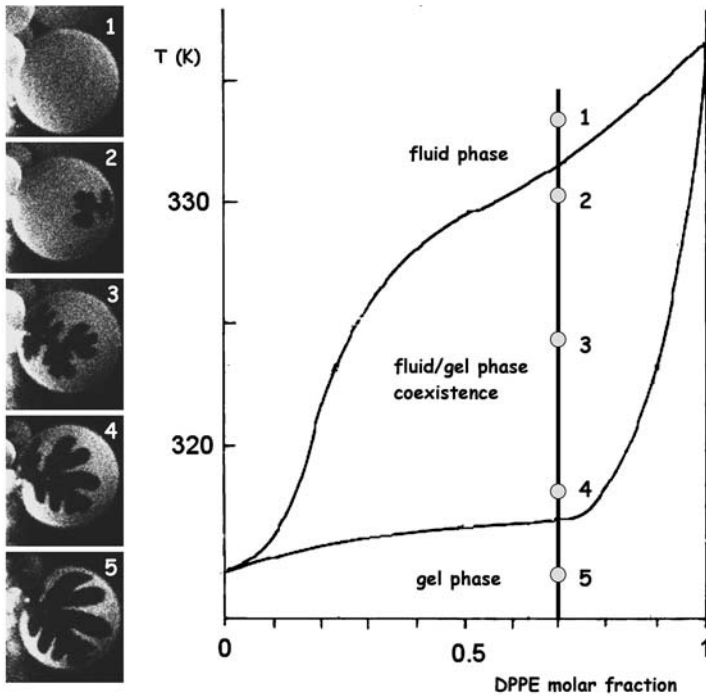 1
2
3
4
5
T (K)
330
320
fluid phase
fluid/gel phase
coexistence
gel phase
1
2
3
4
5
0
0.5
1
DPPE molar fraction